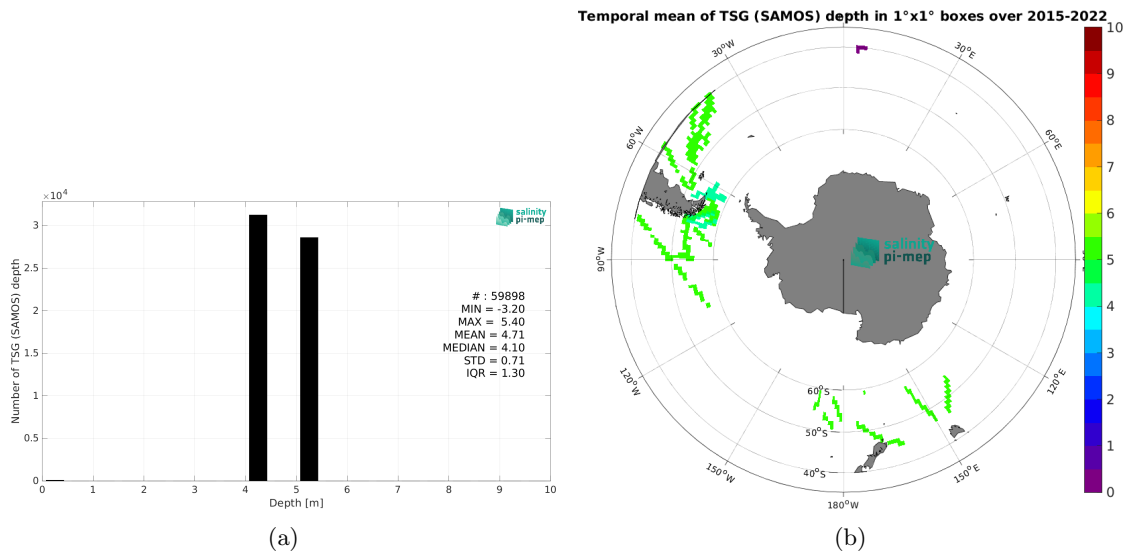 Temporal mean of TSG (SAMOS) depth in 1°x1° boxes over 2015-2022
×10⁴
Number of TSG (SAMOS) depth
3
2.5
2
1.5
1
0.5
0
0 1 2 3 4 5 6 7 8 9 10
Depth [m]
salinity
pi-mep
# : 59898
MIN = -3.20
MAX = 5.40
MEAN = 4.71
MEDIAN = 4.10
STD = 0.71
IQR = 1.30
(a)
30°W
30°E
60°W
60°E
90°W
120°W
120°E
150°W
150°E
180°W
60°S
50°S
40°S
salinity
pi-mep
10
9
8
7
6
5
4
3
2
1
0
(b)